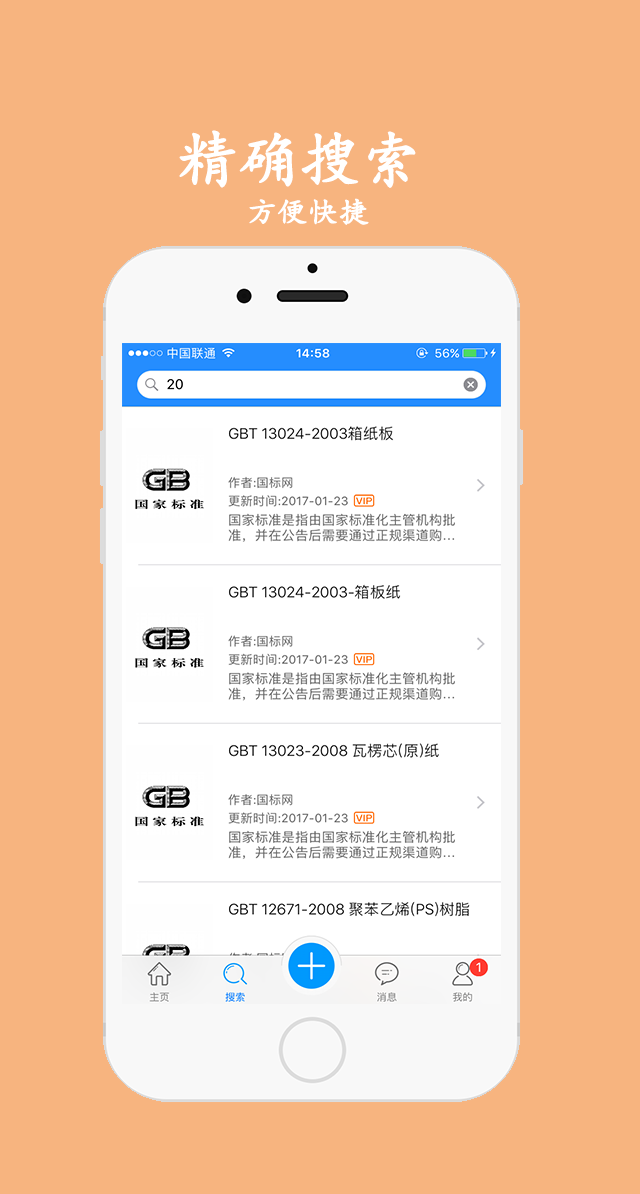 精确搜索
方便快捷
中国联通
14:58
56%
20
GBT 13024-2003箱纸板
GB
国家标准
作者:国标网
更新时间:2017-01-23 VIP
国家标准是指由国家标准化主管机构批
准，并在公告后需要通过正规渠道购...
GBT 13024-2003-箱板纸
GB
国家标准
作者:国标网
更新时间:2017-01-23 VIP
国家标准是指由国家标准化主管机构批
准，并在公告后需要通过正规渠道购...
GBT 13023-2008 瓦楞芯(原)纸
GB
国家标准
作者:国标网
更新时间:2017-01-23 VIP
国家标准是指由国家标准化主管机构批
准，并在公告后需要通过正规渠道购...
GBT 12671-2008 聚苯乙烯(PS)树脂
GB
1
主页
搜索
消息
我的